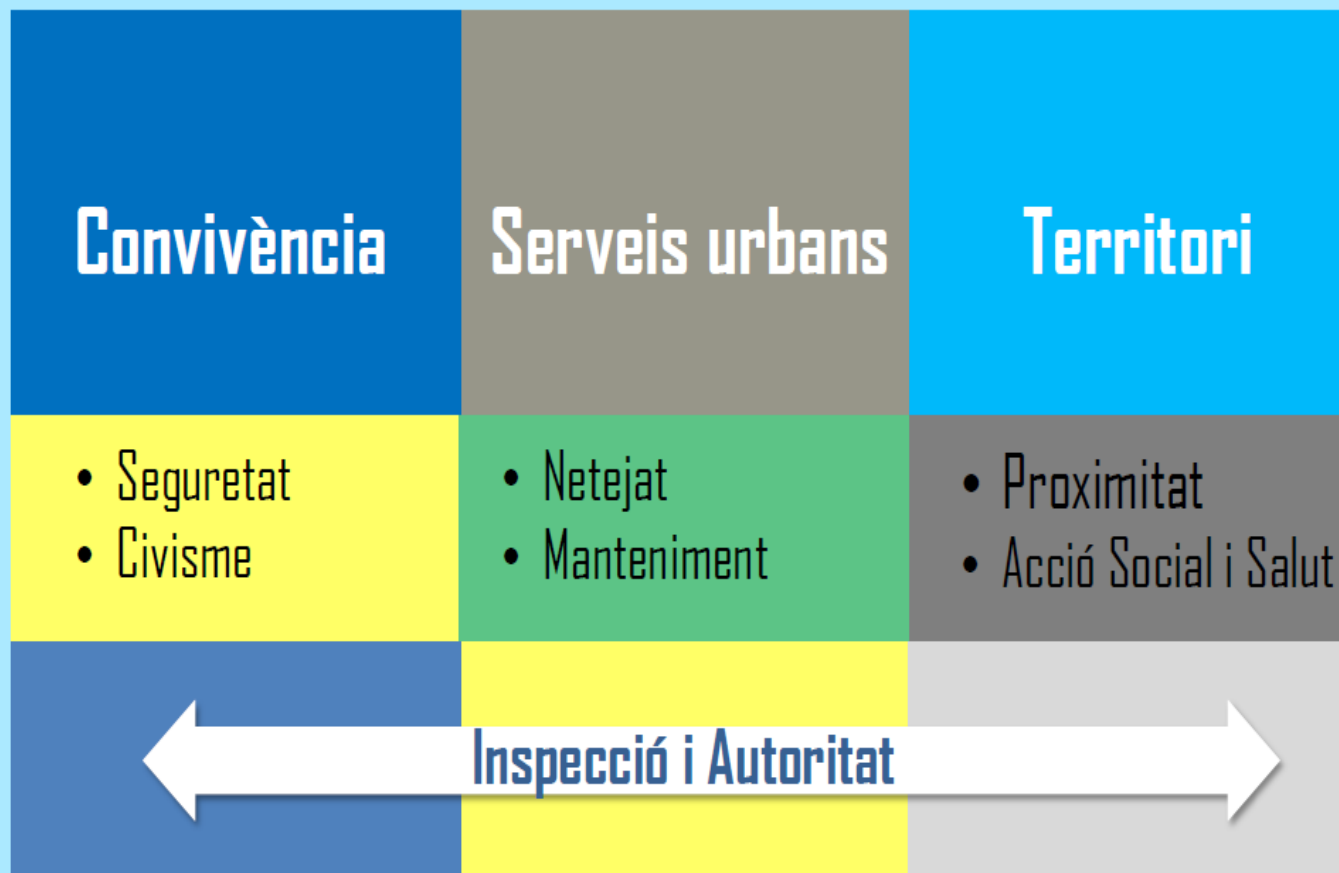 Convivència
Serveis urbans
Territori
• Seguretat
• Civisme
• Netejat
• Manteniment
• Proximitat
• Acció Social i Salut
Inspecció i Autoritat